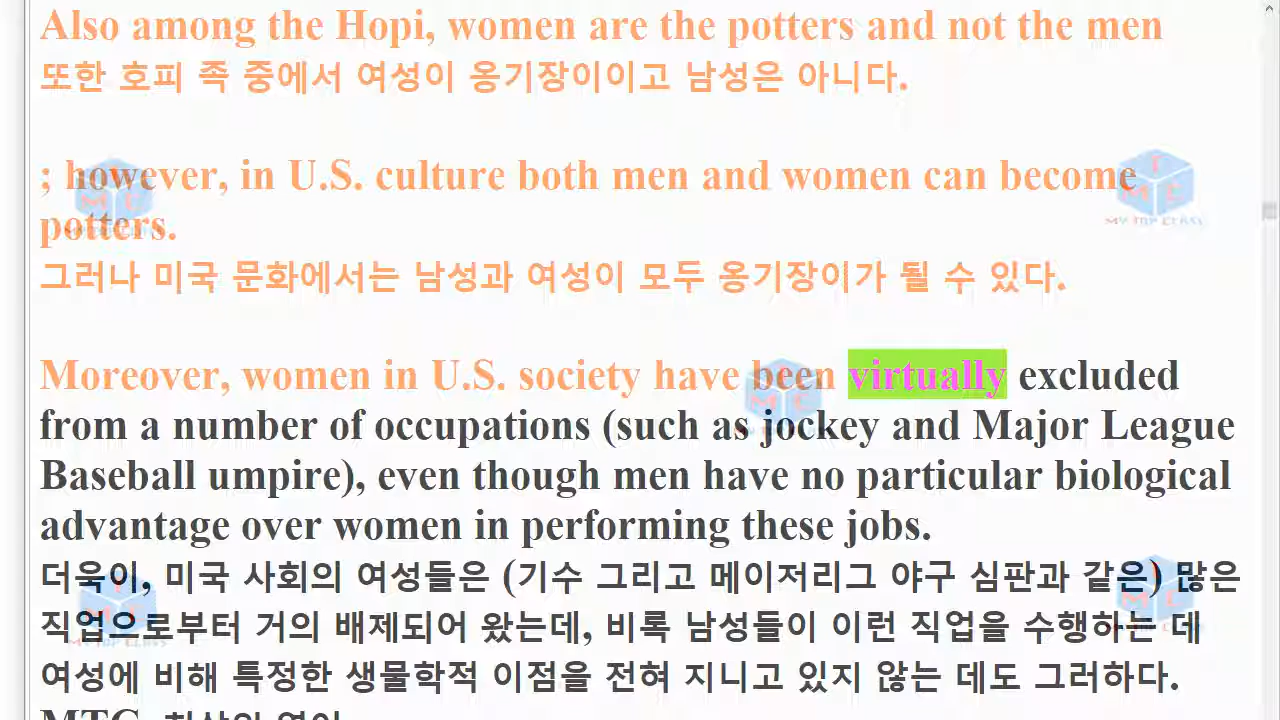 Also among the Hopi, women are the potters and not the men
또한 호피 족 중에서 여성이 옹기장이이고 남성은 아니다.
; however, in U.S. culture both men and women can become
potters.
그러나 미국 문화에서는 남성과 여성이 모두 옹기장이가 될 수 있다.
Moreover, women in U.S. society have been virtually excluded
from a number of occupations (such as jockey and Major League
Baseball umpire), even though men have no particular biological
advantage over women in performing these jobs.
더욱이, 미국 사회의 여성들은 (기수 그리고 메이저리그 야구 심판과 같은) 많은
직업으로부터 거의 배제되어 왔는데, 비록 남성들이 이런 직업을 수행하는 데
여성에 비해 특정한 생물학적 이점을 전혀 지니고 있지 않는 데도 그러하다.